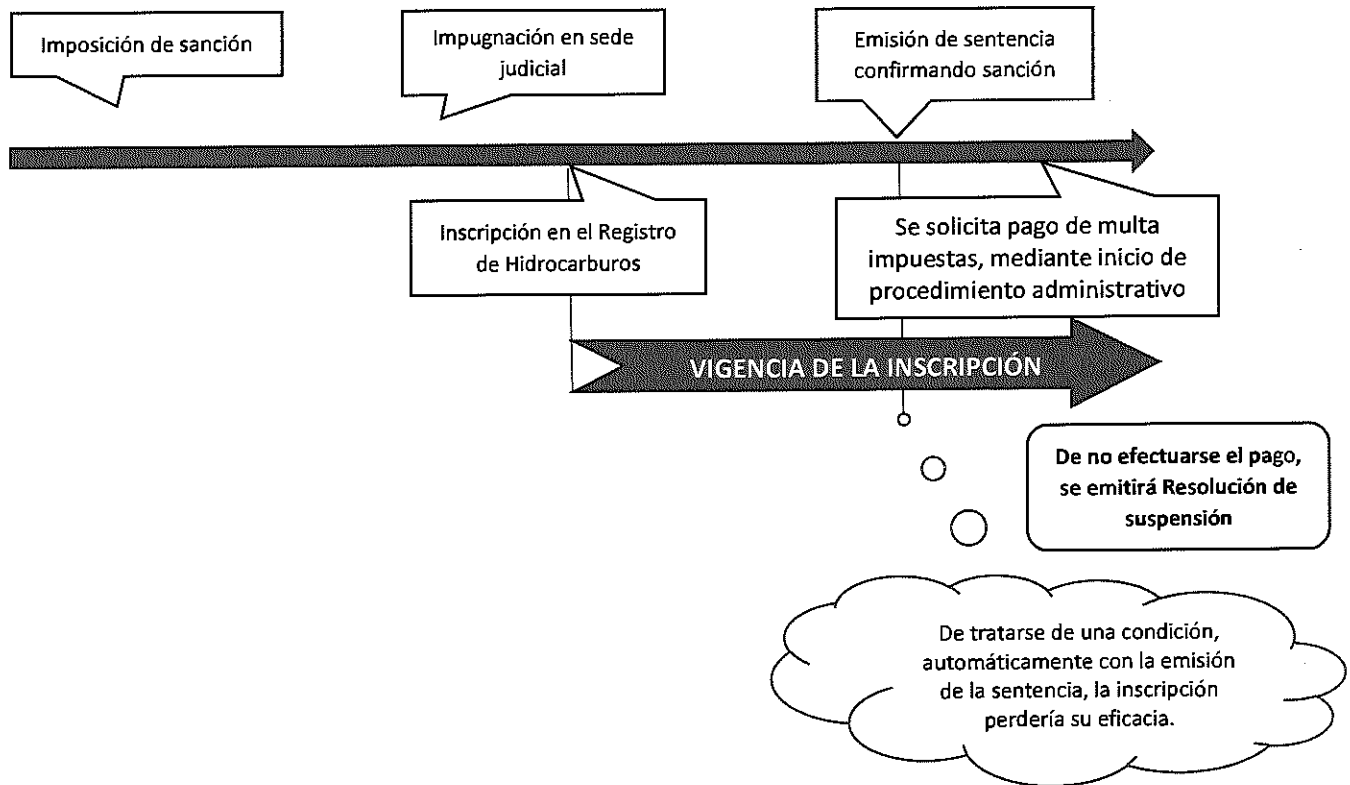 Imposición de sanción
Impugnación en sede
judicial
Emisión de sentencia
confirmando sanción
Inscripción en el Registro
de Hidrocarburos
Se solicita pago de multa
impuestas, mediante inicio de
procedimiento administrativo
VIGENCIA DE LA INSCRIPCIÓN
De no efectuarse el pago,
se emitirá Resolución de
suspensión
De tratarse de una condición,
automáticamente con la emisión
de la sentencia, la inscripción
perdería su eficacia.